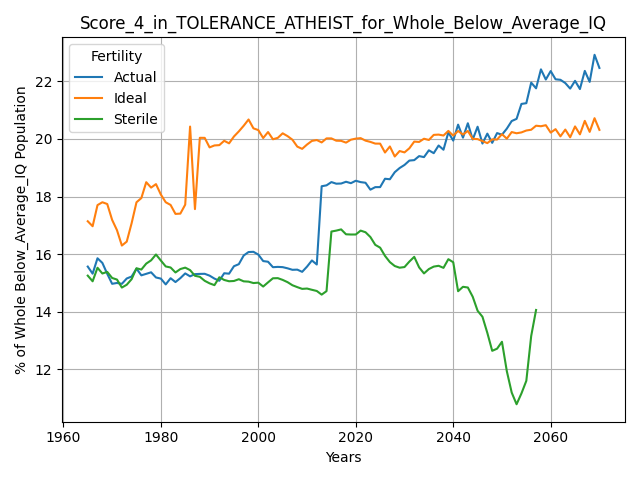 Score_4_in_TOLERANCE_ATHEIST_for_Whole_Below_Average_IQ
% of Whole Below_Average_IQ Population
Fertility
Actual
Ideal
Sterile
22
20
18
16
14
12
1960
1980
2000
2020
2040
2060
Years